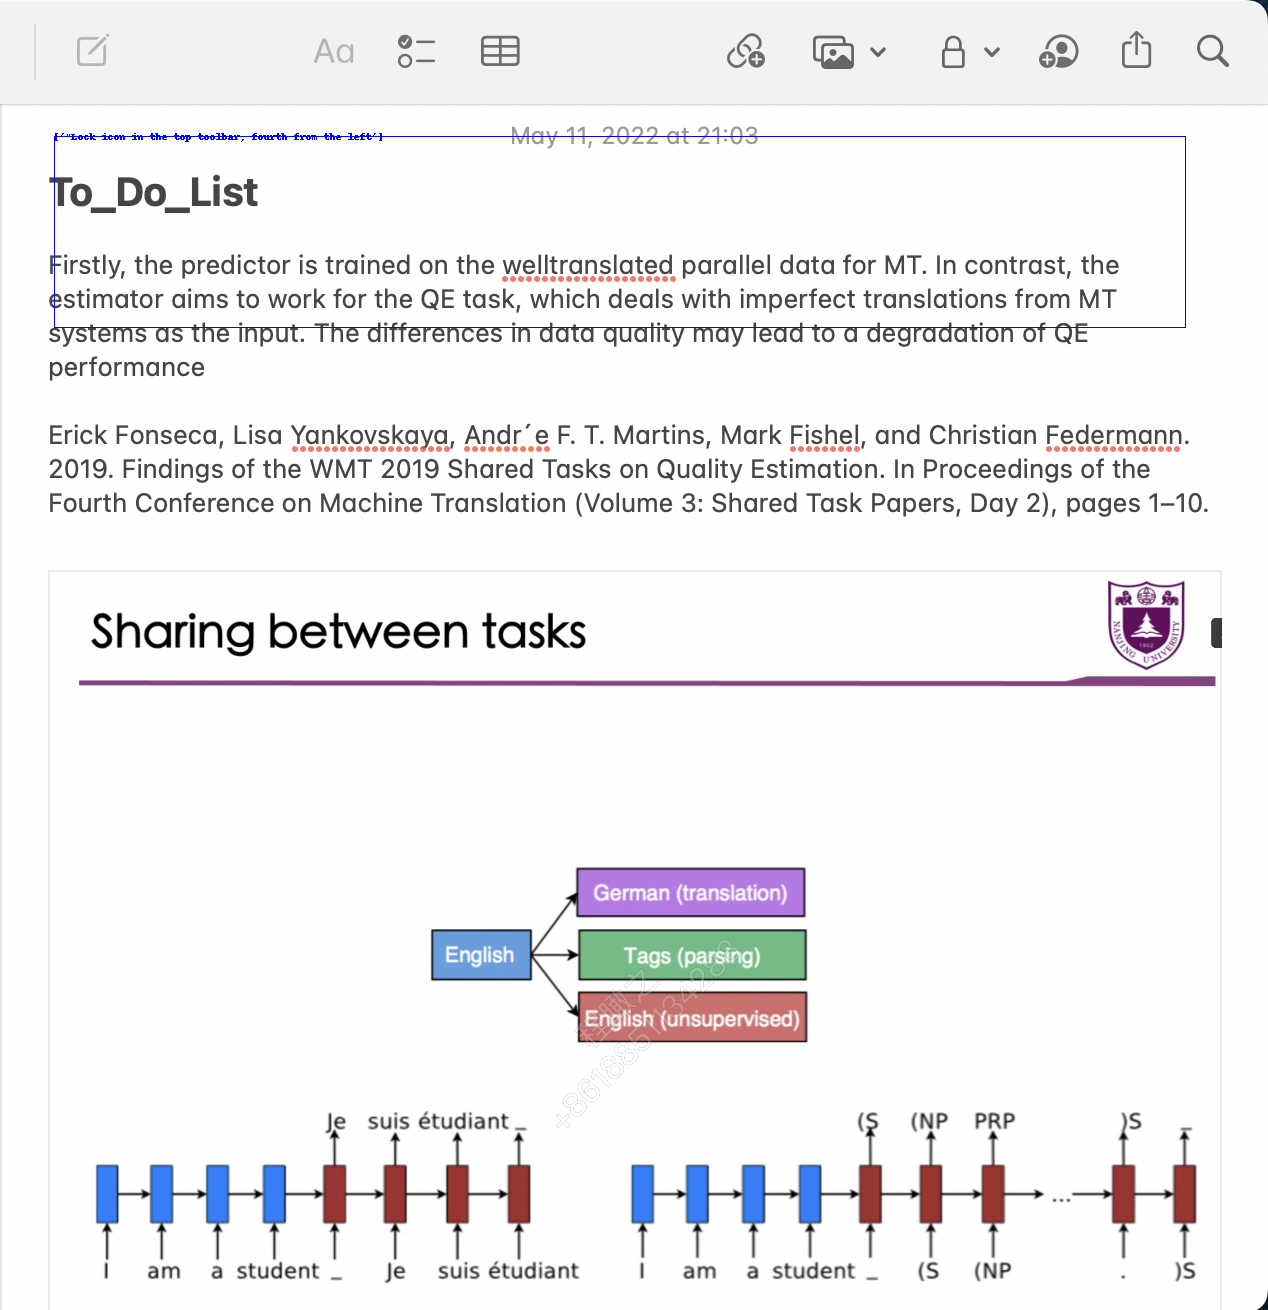 Aa
['"Lock icon in the top toolbar, fourth from the left']
May 11, 2022 at 21:03
To_Do_List
Firstly, the predictor is trained on the welltranslated parallel data for MT. In contrast, the
estimator aims to work for the QE task, which deals with imperfect translations from MT
systems as the input. The differences in data quality may lead to a degradation of QE
performance
Erick Fonseca, Lisa Yankovskaya, Andr´e F. T. Martins, Mark Fishel, and Christian Federmann.
2019. Findings of the WMT 2019 Shared Tasks on Quality Estimation. In Proceedings of the
Fourth Conference on Machine Translation (Volume 3: Shared Task Papers, Day 2), pages 1–10.
Sharing between tasks
NANJING UNIVERSITY
1902
German (translation)
English
Tags (parsing)
English (unsupervised)
Je suis étudiant _
I am a student _ Je suis étudiant
(S (NP PRP )S _
...
I am a student _ (S (NP . )S